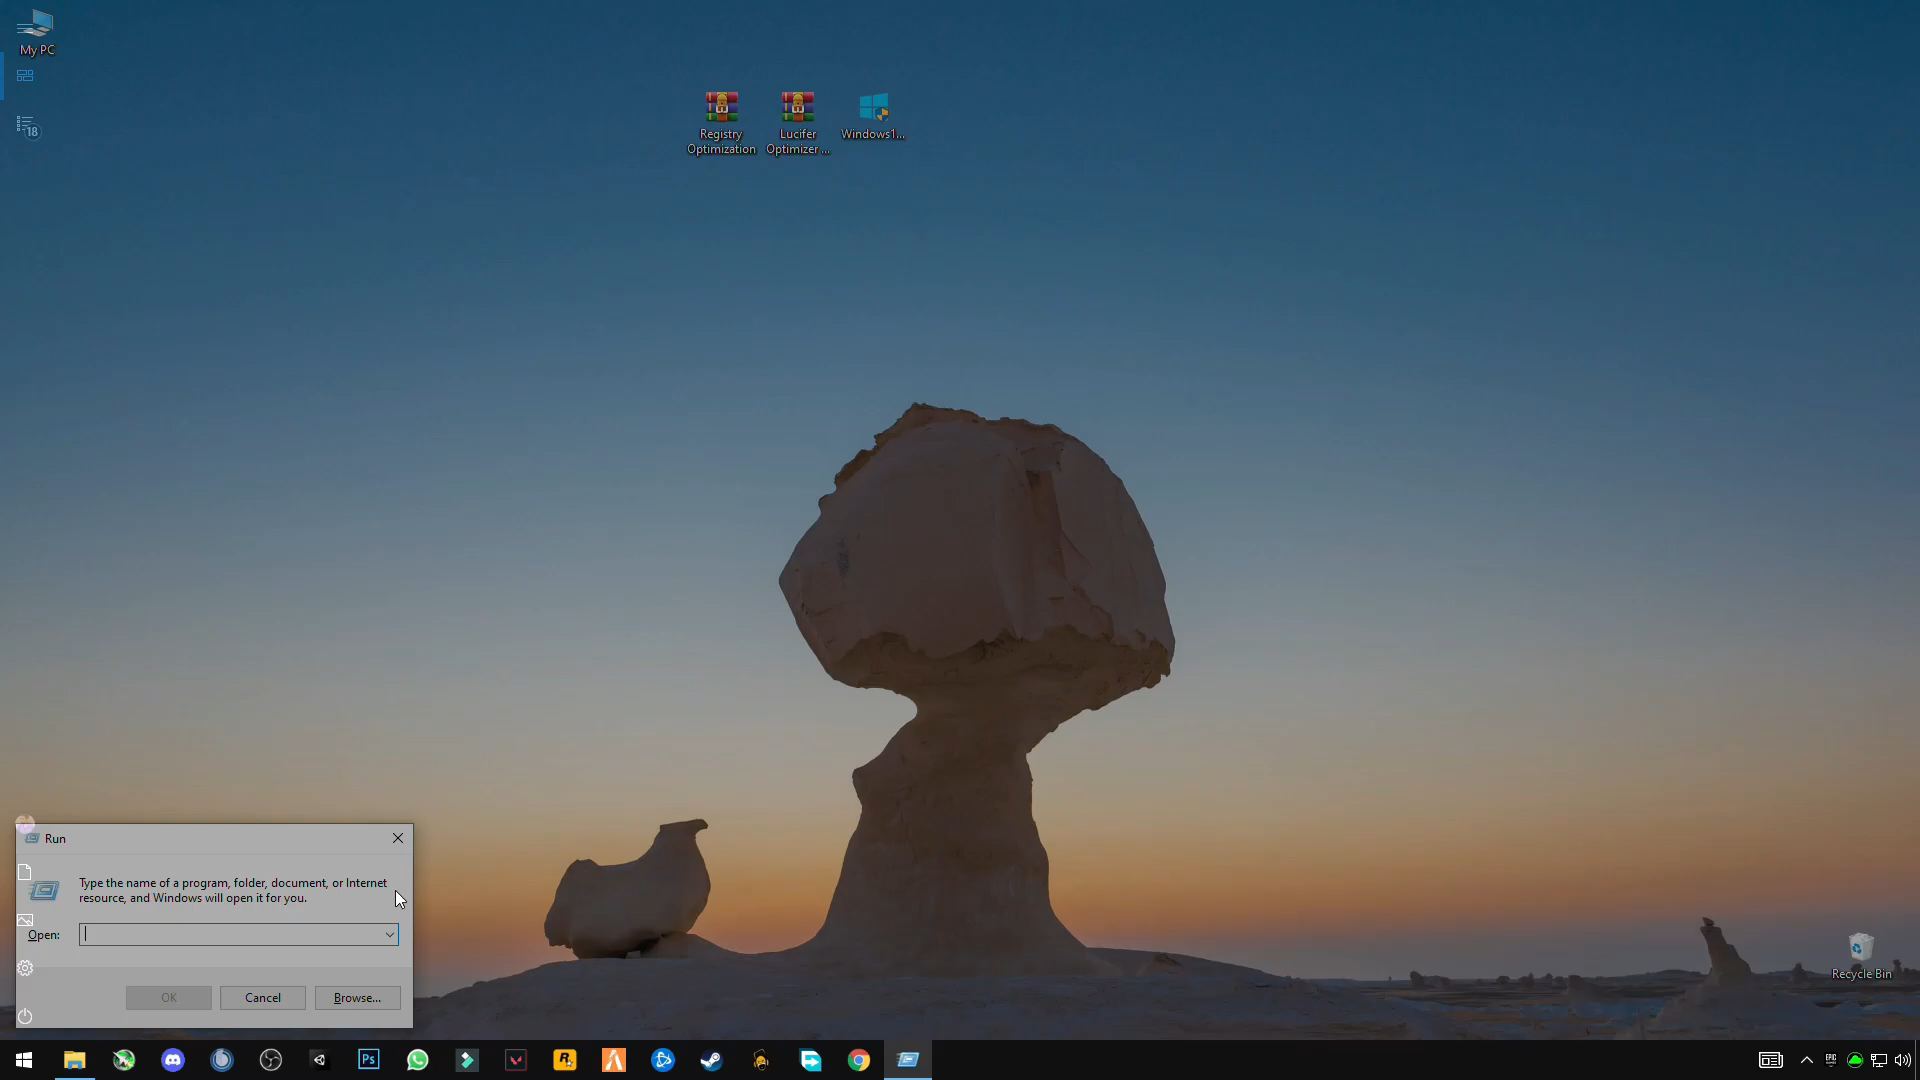 My PC
18
Registry
Optimization
Lucifer
Optimizer ...
Windows1...
Run
Type the name of a program, folder, document, or Internet
resource, and Windows will open it for you.
Open:
OK
Cancel
Browse...
Recycle Bin
Ps
R
EPIC